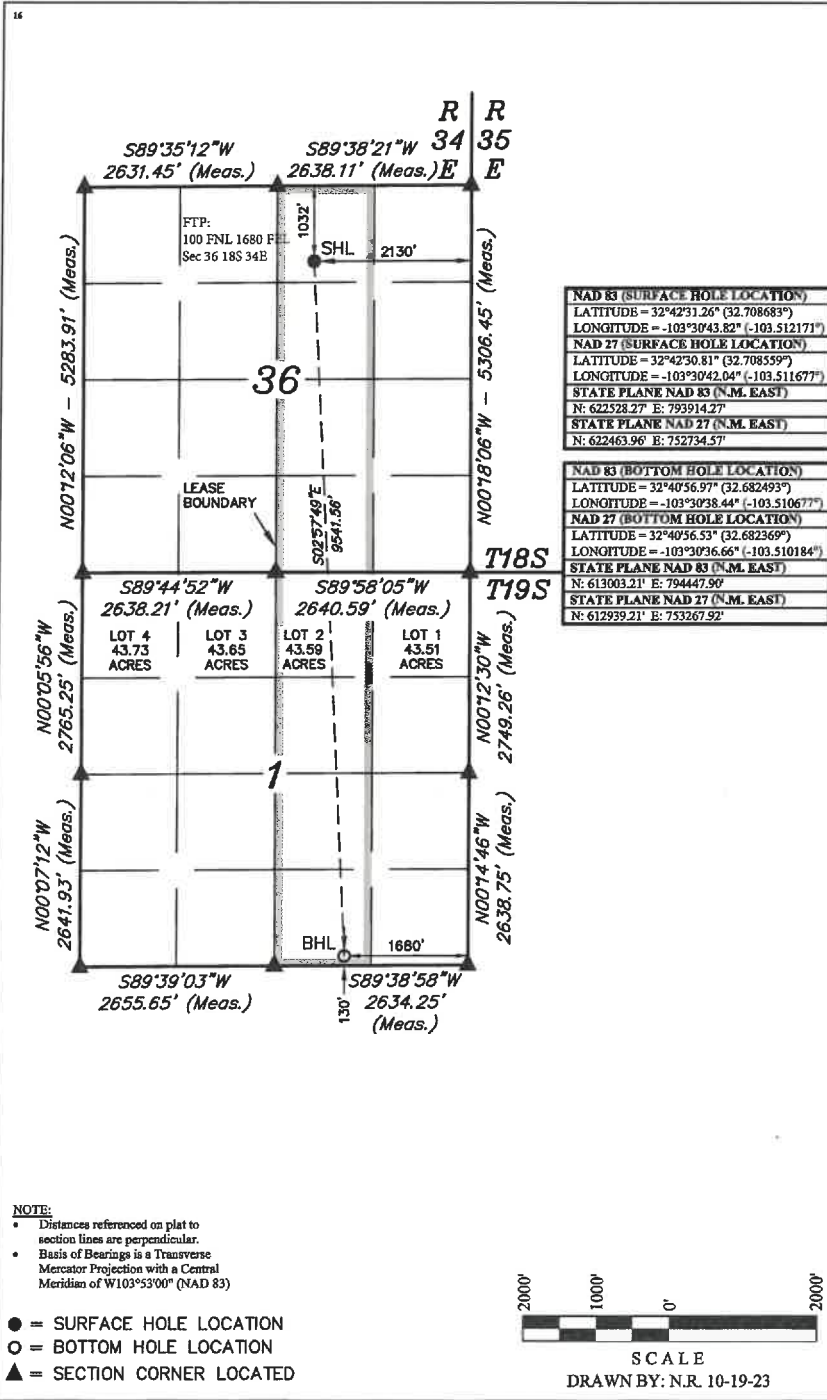 16
R R
34 35
E E
S89°35'12"W
2631.45' (Meas.)
S89°38'21"W
2638.11' (Meas.)
FTP:
100 FNL 1680 FEL
Sec 36 18S 34E
1032'
SHL
2130'
N00°12'06"W – 5283.91' (Meas.)
N00°18'06"W – 5306.45' (Meas.)
36
LEASE
BOUNDARY
S02°57'49"E
9541.56'
T18S
T19S
S89°44'52"W
2638.21' (Meas.)
S89°58'05"W
2640.59' (Meas.)
LOT 4
43.73
ACRES
LOT 3
43.65
ACRES
LOT 2
43.59
ACRES
LOT 1
43.51
ACRES
N00°05'56"W
2765.25' (Meas.)
N00°12'30"W
2749.26' (Meas.)
1
N00°07'12"W
2641.93' (Meas.)
N00°14'46"W
2638.75' (Meas.)
BHL
1680'
130'
S89°39'03"W
2655.65' (Meas.)
S89°38'58"W
2634.25'
(Meas.)
NAD 83 (SURFACE HOLE LOCATION)
LATITUDE = 32°42'31.26" (32.708683°)
LONGITUDE = -103°30'43.82" (-103.512171°)
NAD 27 (SURFACE HOLE LOCATION)
LATITUDE = 32°42'30.81" (32.708559°)
LONGITUDE = -103°30'42.04" (-103.511677°)
STATE PLANE NAD 83 (N.M. EAST)
N: 622528.27' E: 793914.27'
STATE PLANE NAD 27 (N.M. EAST)
N: 622463.96' E: 752734.57'
NAD 83 (BOTTOM HOLE LOCATION)
LATITUDE = 32°40'56.97" (32.682493°)
LONGITUDE = -103°30'38.44" (-103.510677°)
NAD 27 (BOTTOM HOLE LOCATION)
LATITUDE = 32°40'56.53" (32.682369°)
LONGITUDE = -103°30'36.66" (-103.510184°)
STATE PLANE NAD 83 (N.M. EAST)
N: 613003.21' E: 794447.90'
STATE PLANE NAD 27 (N.M. EAST)
N: 612939.21' E: 753267.92'
NOTE:
• Distances referenced on plat to
section lines are perpendicular.
• Basis of Bearings is a Transverse
Mercator Projection with a Central
Meridian of W103°53'00" (NAD 83)
● = SURFACE HOLE LOCATION
○ = BOTTOM HOLE LOCATION
▲ = SECTION CORNER LOCATED
2000' 1000' 0' 2000'
SCALE
DRAWN BY: N.R. 10-19-23